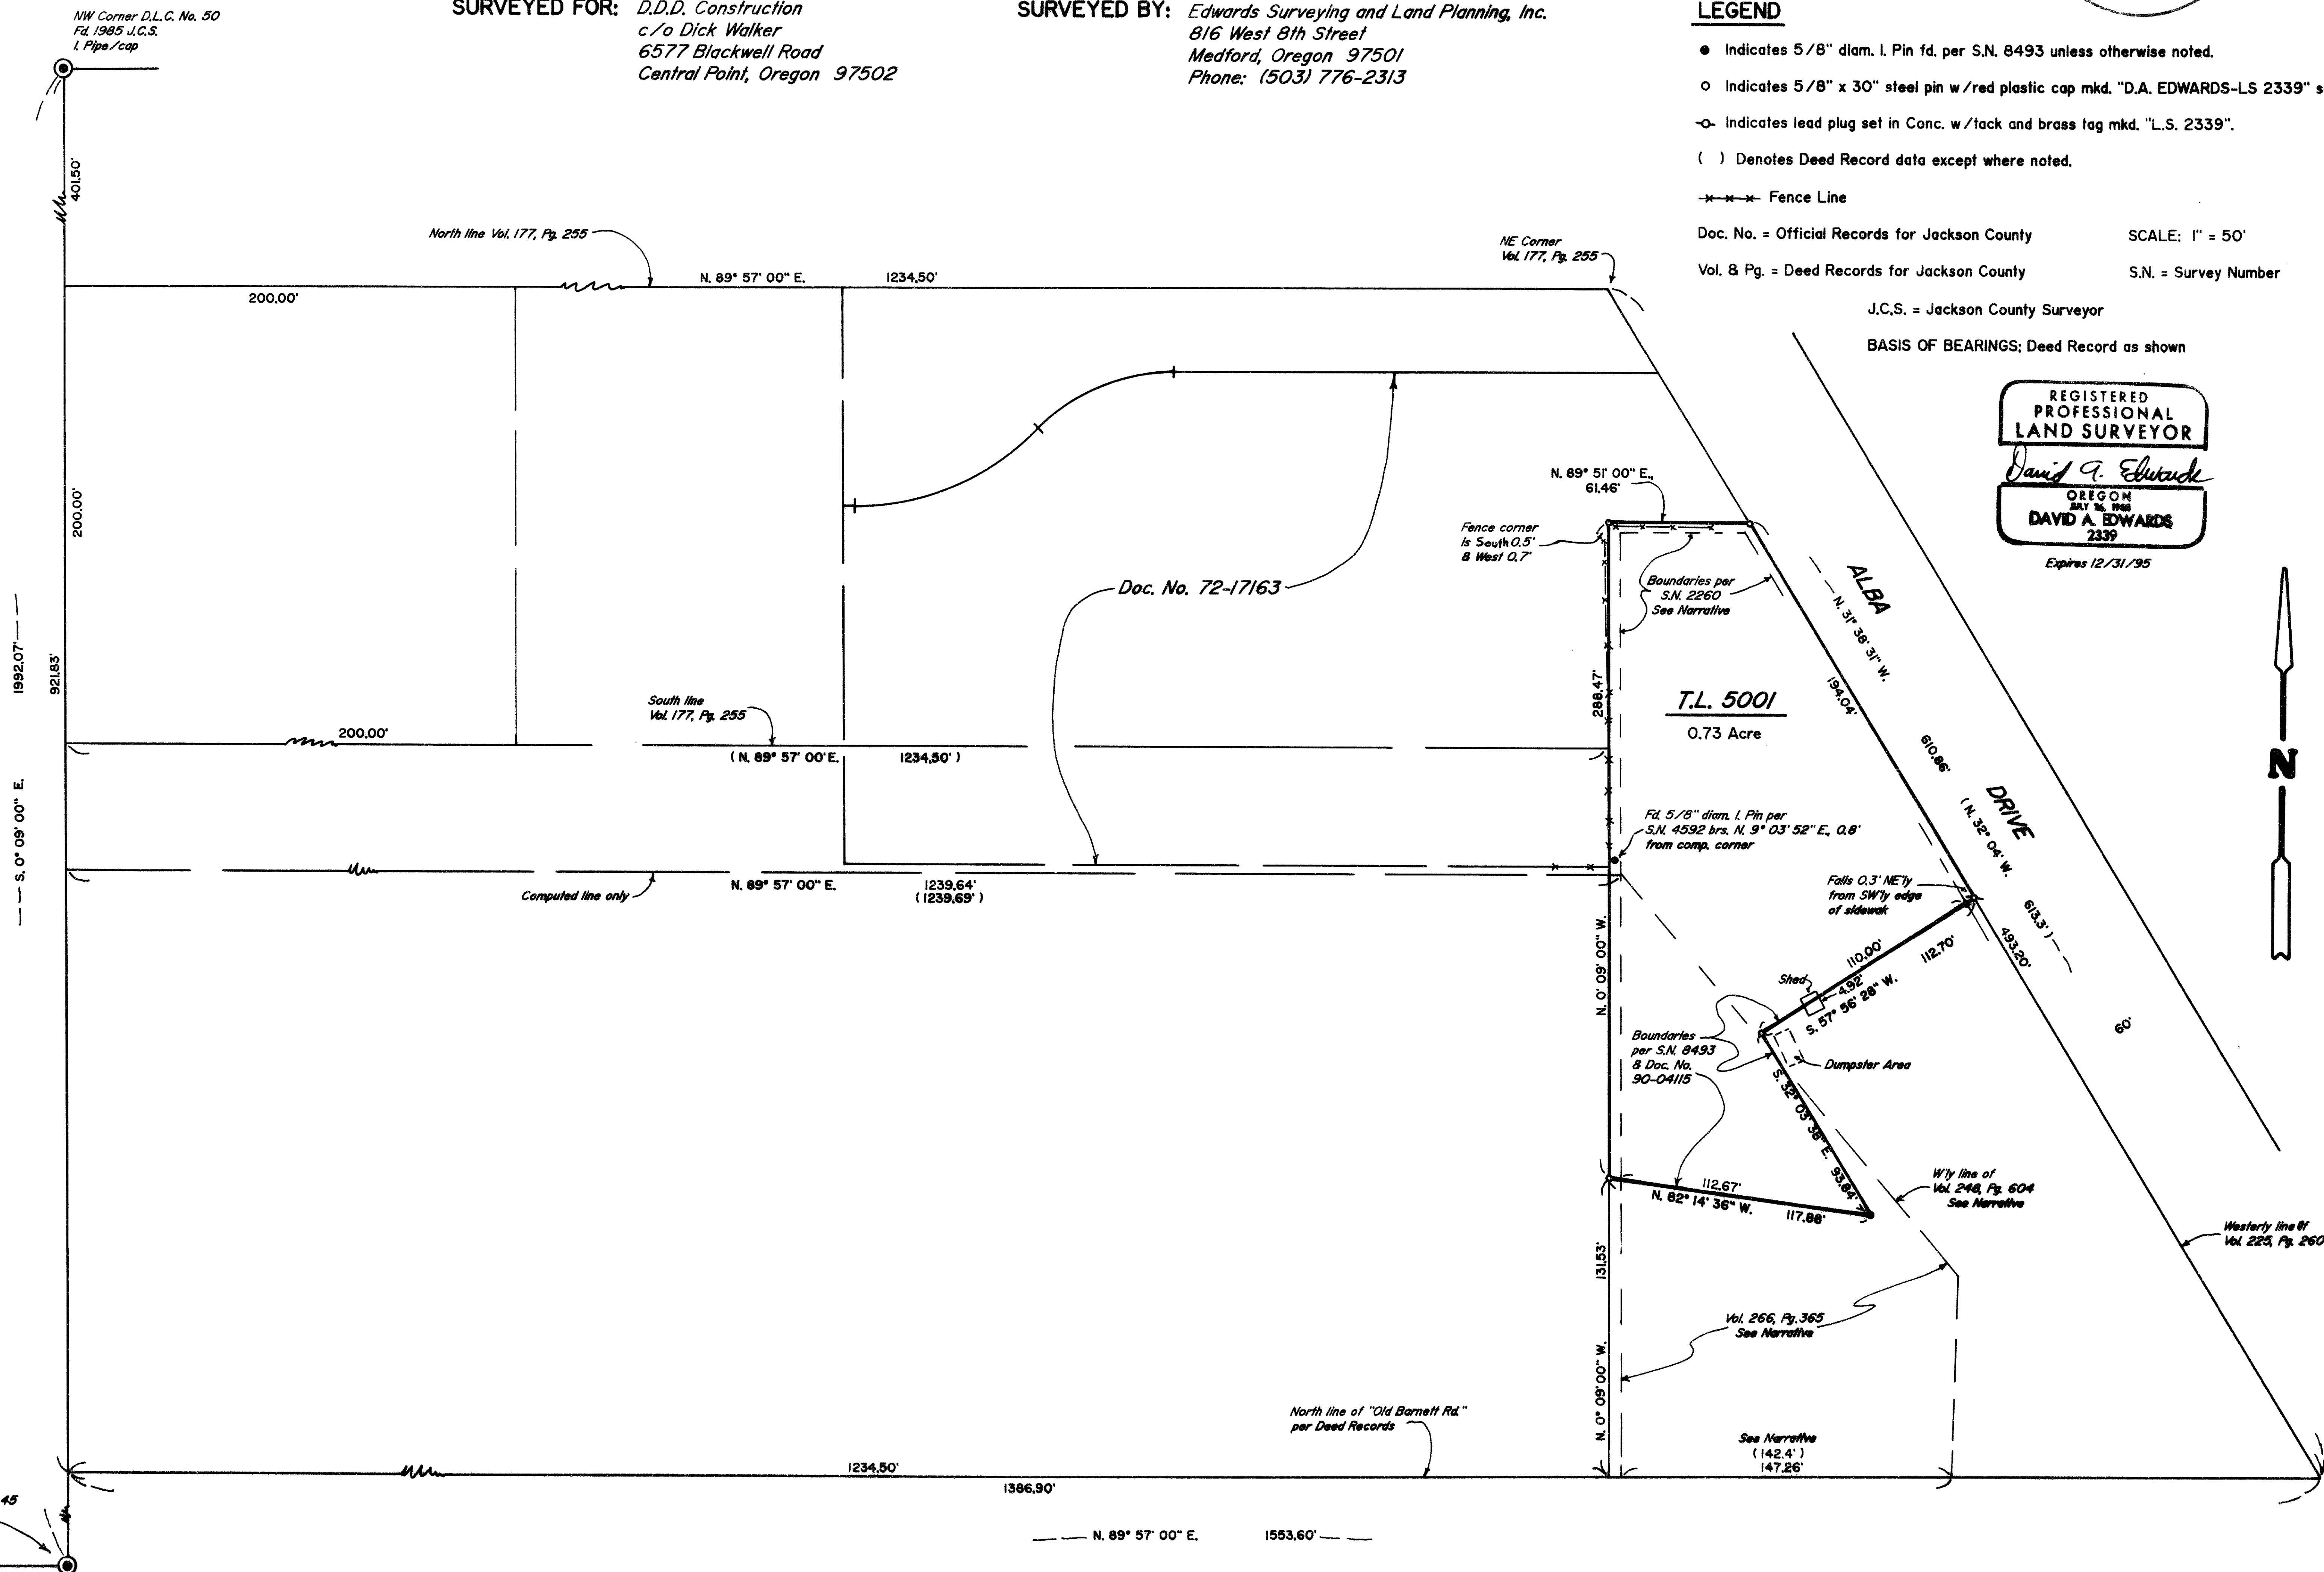 NW Corner D.L.C. No. 50
Fd. 1985 J.C.S.
I. Pipe/cap
SURVEYED FOR: D.D.D. Construction
c/o Dick Walker
6577 Blackwell Road
Central Point, Oregon 97502
SURVEYED BY: Edwards Surveying and Land Planning, Inc.
816 West 8th Street
Medford, Oregon 97501
Phone: (503) 776-2313
LEGEND
Indicates 5/8" diam. I. Pin fd. per S.N. 8493 unless otherwise noted.
Indicates 5/8" x 30" steel pin w/red plastic cap mkd. "D.A. EDWARDS-LS 2339" s
Indicates lead plug set in Conc. w/tack and brass tag mkd. "L.S. 2339".
( ) Denotes Deed Record data except where noted.
Fence Line
Doc. No. = Official Records for Jackson County
SCALE: 1" = 50'
Vol. & Pg. = Deed Records for Jackson County
S.N. = Survey Number
J.C.S. = Jackson County Surveyor
BASIS OF BEARINGS; Deed Record as shown
REGISTERED
PROFESSIONAL
LAND SURVEYOR
David A. Edwards
OREGON
JULY 26, 1985
DAVID A. EDWARDS
2339
Expires 12/31/95
N
401.50'
North line Vol. 177, Pg. 255
N. 89° 57' 00" E. 1234.50'
200.00'
NE Corner
Vol. 177, Pg. 255
200.00'
N. 89° 51' 00" E.,
61.46'
Fence corner
is South 0.5'
& West 0.7'
Boundaries per
S.N. 2260
See Narrative
Doc. No. 72-17163
ALBA
DRIVE
N. 31° 38' 31" W.
194.04'
610.86'
( N. 32° 04' W.
613.3' )
493.20'
60'
S. 0° 09' 00" E. 1992.07'
921.83'
288.47'
T.L. 5001
0.73 Acre
South line
Vol. 177, Pg. 255
200.00'
( N. 89° 57' 00' E. 1234.50' )
Fd. 5/8" diam. I. Pin per
S.N. 4592 brs. N. 9° 03' 52" E., 0.8'
from comp. corner
Computed line only
N. 89° 57' 00" E. 1239.64'
( 1239.69' )
Falls 0.3' NE'ly
from SW'ly edge
of sidewak
N. 0° 09' 00" W.
110.00'
112.70'
Shed
4.92'
S. 57° 56' 28" W.
Boundaries
per S.N. 8493
& Doc. No.
90-04115
Dumpster Area
S. 32° 03' 38" E. 93.84'
112.67'
N. 82° 14' 36" W.
117.88'
W'ly line of
Vol. 248, Pg. 604
See Narrative
Westerly line of
Vol. 225, Pg. 260
131.53'
Vol. 266, Pg. 365
See Narrative
N. 0° 09' 00" W.
North line of "Old Barnett Rd."
per Deed Records
See Narrative
( 142.4' )
147.26'
1234.50'
1386.90'
45
N. 89° 57' 00" E. 1553.60'